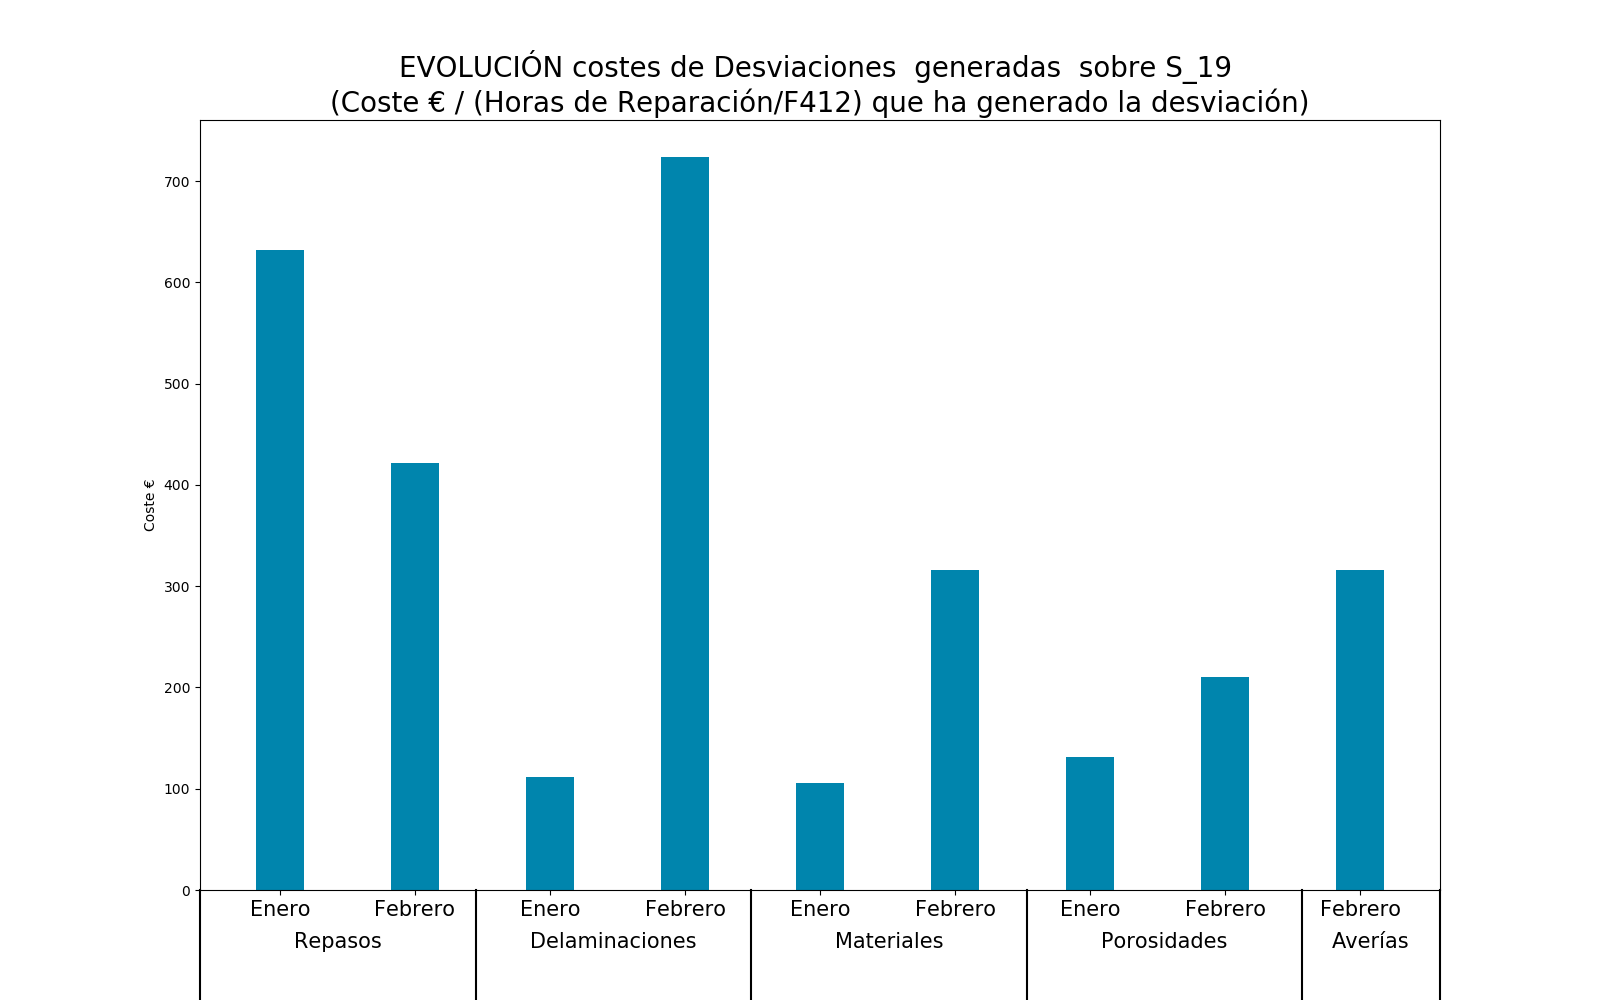 EVOLUCIÓN costes de Desviaciones  generadas  sobre S_19
(Coste € / (Horas de Reparación/F412) que ha generado la desviación)
700
600
500
400
300
200
100
0
Coste €
Enero Febrero Enero Febrero Enero Febrero Enero Febrero Febrero
Repasos Delaminaciones Materiales Porosidades Averías